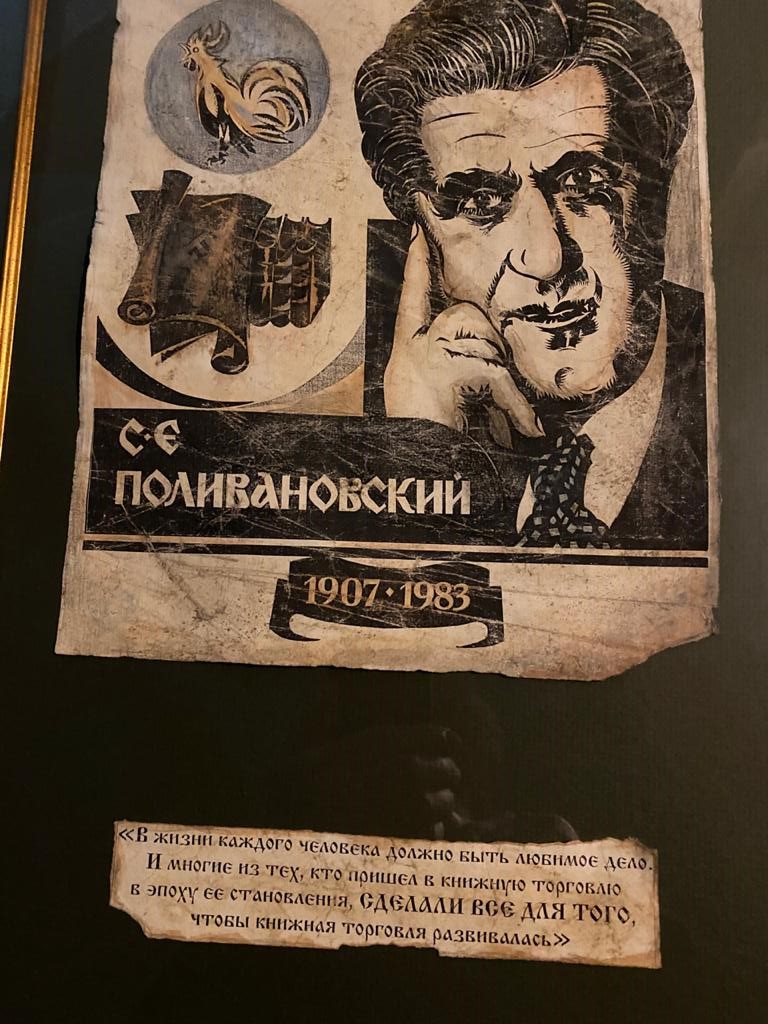 С·Е
ПОЛИВАНОВСКИЙ
1907·1983
«В жизни каждого человека должно быть любимое дело.
И многие из тех, кто пришел в книжную торговлю
в эпоху ее становления, СДЕЛАЛИ ВСЕ ДЛЯ ТОГО,
чтобы книжная торговля развивалась»